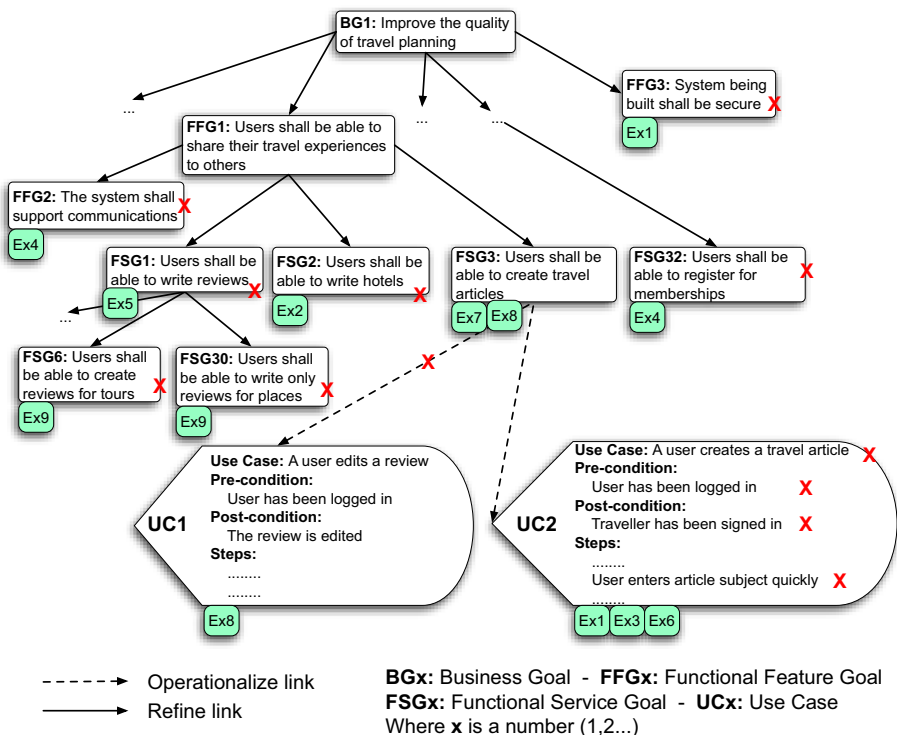 BG1: Improve the quality
of travel planning
FFG3: System being
built shall be secure
X
Ex1
...
...
...
FFG1: Users shall be able to
share their travel experiences
to others
FFG2: The system shall
support communications
X
Ex4
FSG1: Users shall be
able to write reviews
X
Ex5
FSG2: Users shall be
able to write hotels
X
Ex2
FSG3: Users shall be
able to create travel
articles
Ex7
Ex8
FSG32: Users shall be
able to register for
memberships
X
Ex4
...
FSG6: Users shall
be able to create
reviews for tours
X
Ex9
FSG30: Users shall
be able to write only
reviews for places
X
Ex9
X
UC1
Use Case: A user edits a review
Pre-condition:
User has been logged in
Post-condition:
The review is edited
Steps:
........
........
Ex8
UC2
Use Case: A user creates a travel article X
Pre-condition:
User has been logged in X
Post-condition:
Traveller has been signed in X
Steps:
........
User enters article subject quickly X
........
Ex1 Ex3 Ex6
Operationalize link
Refine link
BGx: Business Goal - FFGx: Functional Feature Goal
FSGx: Functional Service Goal - UCx: Use Case
Where x is a number (1,2...)